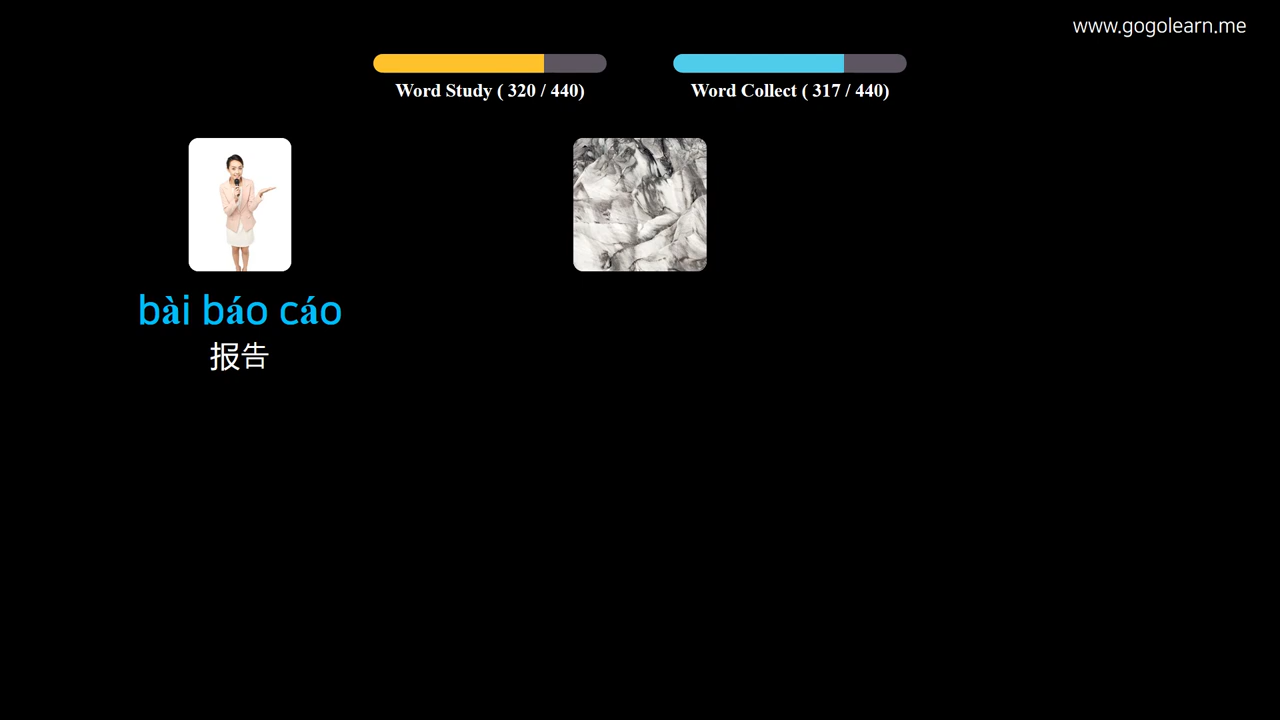 www.gogolearn.me
Word Study ( 320 / 440)
Word Collect ( 317 / 440)
bài báo cáo
报告